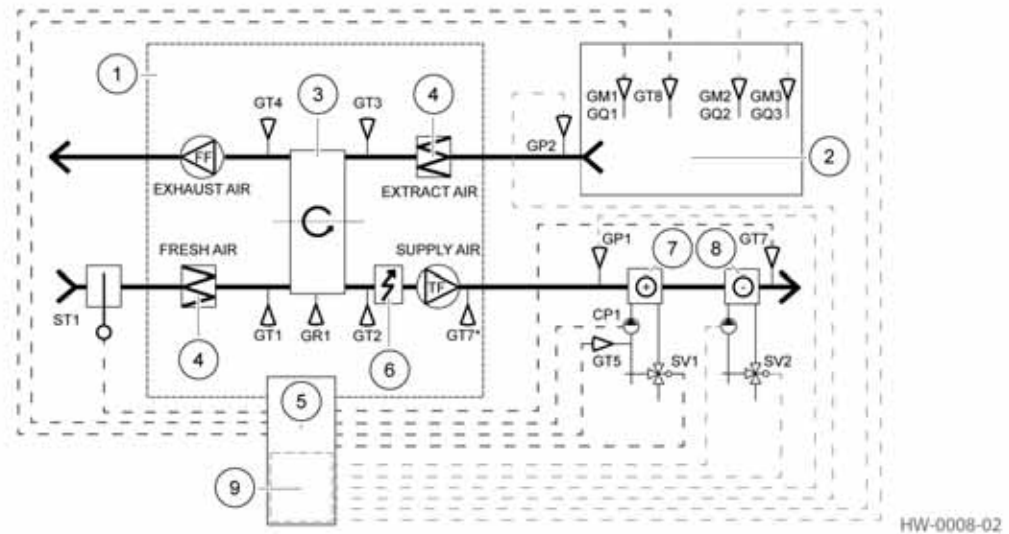 1
3
4
GT4
GT3
GM1
GQ1
GT8
GM2
GQ2
GM3
GQ3
GP2
2
FF
EXHAUST AIR
EXTRACT AIR
FRESH AIR
SUPPLY AIR
GP1
7
8
GT7
TF
ST1
CP1
GT1
GR1
GT2
GT7*
4
6
GT5
SV1
SV2
5
9
HW-0008-02